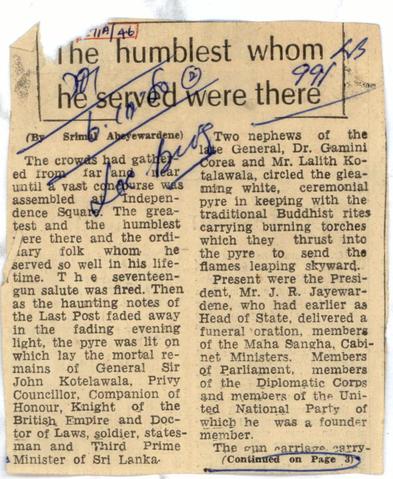 11A/46
The humblest whom
he served were there
991
(By Srimal Abeyewardene)
The crowds had gather-
ed from far and near
until a vast concourse was
assembled at Independ-
ence Square. The grea-
test and the humblest
were there and the ordi-
nary folk whom he
served so well in his life-
time. The seventeen-
gun salute was fired. Then
as the haunting notes of
the Last Post faded away
in the fading evening
light, the pyre was lit on
which lay the mortal re-
mains of General Sir
John Kotelawala, Privy
Councillor, Companion of
Honour, Knight of the
British Empire and Doc-
tor of Laws, soldier, states-
man and Third Prime
Minister of Sri Lanka.
Two nephews of the
late General, Dr. Gamini
Corea and Mr. Lalith Ko-
talawala, circled the glea-
ming white, ceremonial
pyre in keeping with the
traditional Buddhist rites
carrying burning torches
which they thrust into
the pyre to send the
flames leaping skyward.
Present were the Presi-
dent, Mr. J. R. Jayewar-
dene, who had earlier as
Head of State, delivered
a funeral oration, members
of the Maha Sangha, Cabi-
net Ministers. Members
of Parliament, members
of the Diplomatic Corps
and members of the Uni-
ted National Party of
which he was a founder
member.
The gun carriage carry-
(Continued on Page 3)